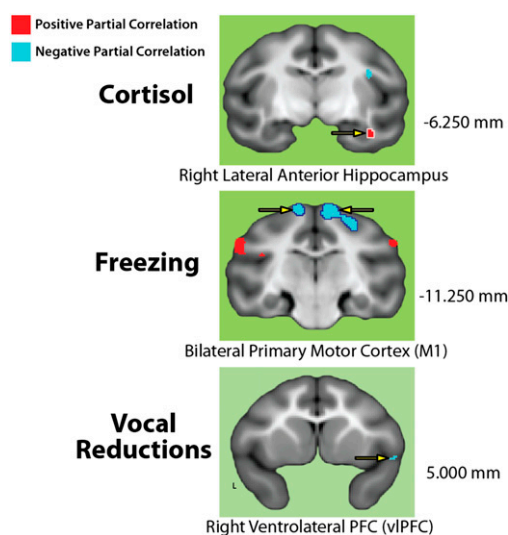 Positive Partial Correlation
Negative Partial Correlation
Cortisol
-6.250 mm
Right Lateral Anterior Hippocampus
Freezing
-11.250 mm
Bilateral Primary Motor Cortex (M1)
Vocal
Reductions
5.000 mm
L
Right Ventrolateral PFC (vlPFC)